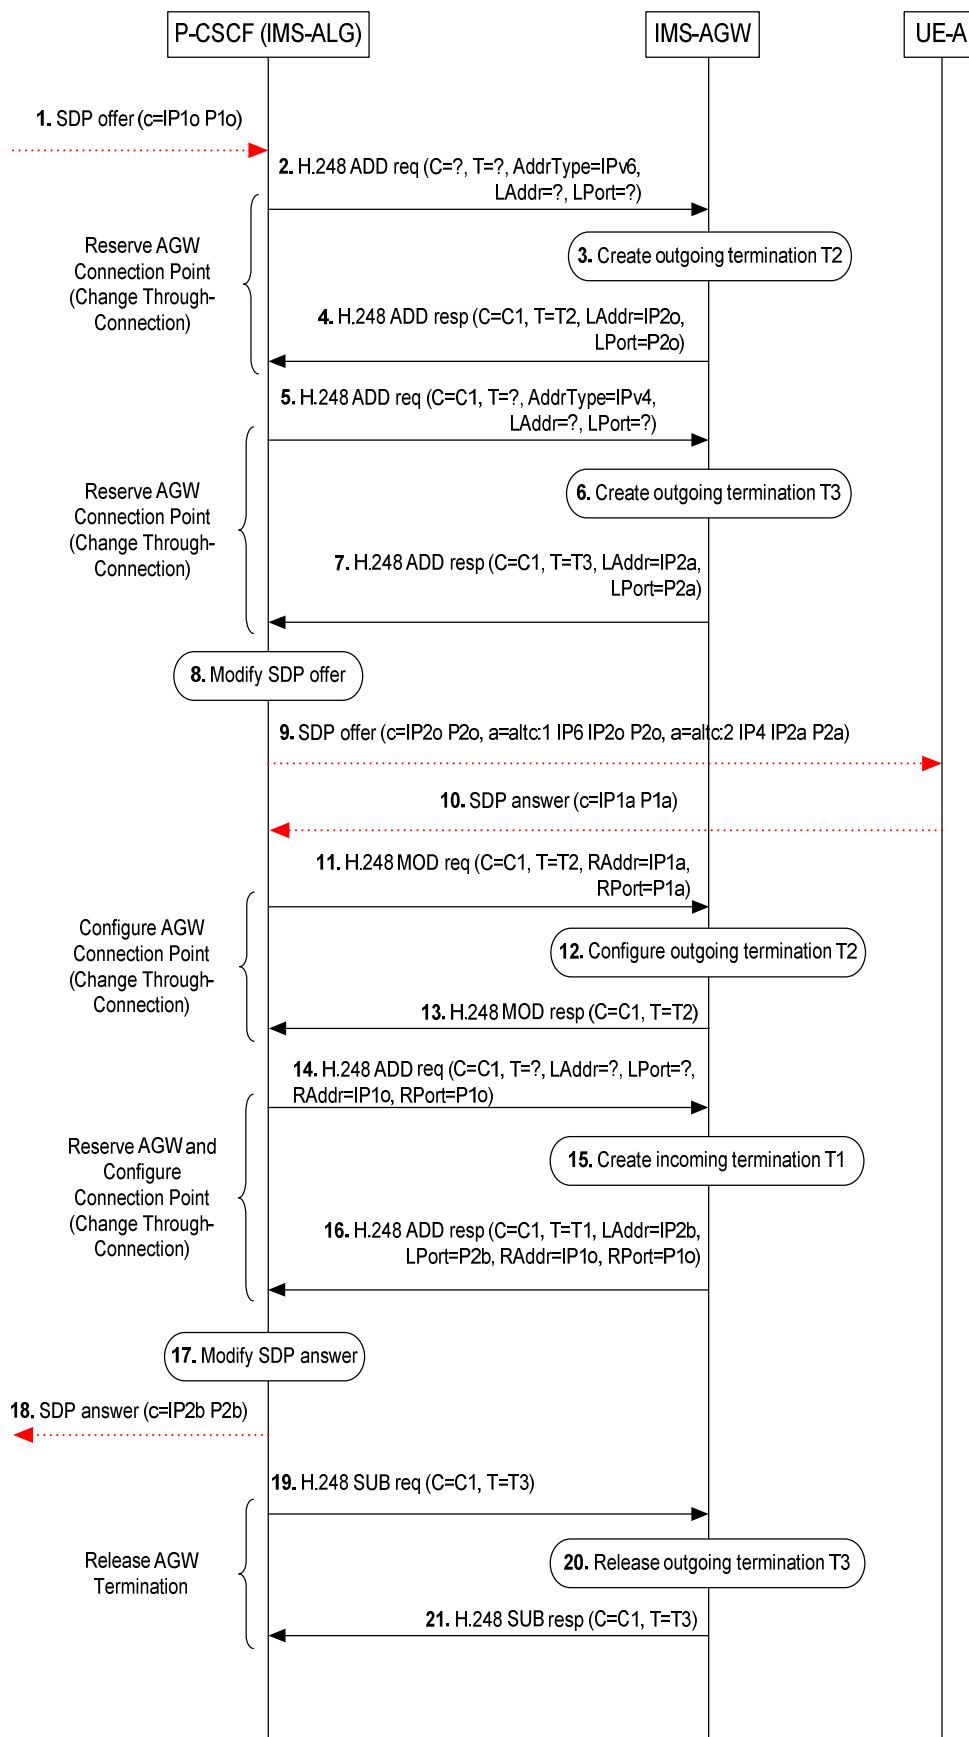 P-CSCF (IMS-ALG)
IMS-AGW
UE-A
1. SDP offer (c=IP1o P1o)
2. H.248 ADD req (C=?, T=?, AddrType=IPv6,
LAddr=?, LPort=?)
Reserve AGW
Connection Point
(Change Through-
Connection)
3. Create outgoing termination T2
4. H.248 ADD resp (C=C1, T=T2, LAddr=IP2o,
LPort=P2o)
5. H.248 ADD req (C=C1, T=?, AddrType=IPv4,
LAddr=?, LPort=?)
Reserve AGW
Connection Point
(Change Through-
Connection)
6. Create outgoing termination T3
7. H.248 ADD resp (C=C1, T=T3, LAddr=IP2a,
LPort=P2a)
8. Modify SDP offer
9. SDP offer (c=IP2o P2o, a=altc:1 IP6 IP2o P2o, a=altc:2 IP4 IP2a P2a)
10. SDP answer (c=IP1a P1a)
11. H.248 MOD req (C=C1, T=T2, RAddr=IP1a,
RPort=P1a)
Configure AGW
Connection Point
(Change Through-
Connection)
12. Configure outgoing termination T2
13. H.248 MOD resp (C=C1, T=T2)
14. H.248 ADD req (C=C1, T=?, LAddr=?, LPort=?,
RAddr=IP1o, RPort=P1o)
Reserve AGW and
Configure
Connection Point
(Change Through-
Connection)
15. Create incoming termination T1
16. H.248 ADD resp (C=C1, T=T1, LAddr=IP2b,
LPort=P2b, RAddr=IP1o, RPort=P1o)
17. Modify SDP answer
18. SDP answer (c=IP2b P2b)
19. H.248 SUB req (C=C1, T=T3)
Release AGW
Termination
20. Release outgoing termination T3
21. H.248 SUB resp (C=C1, T=T3)